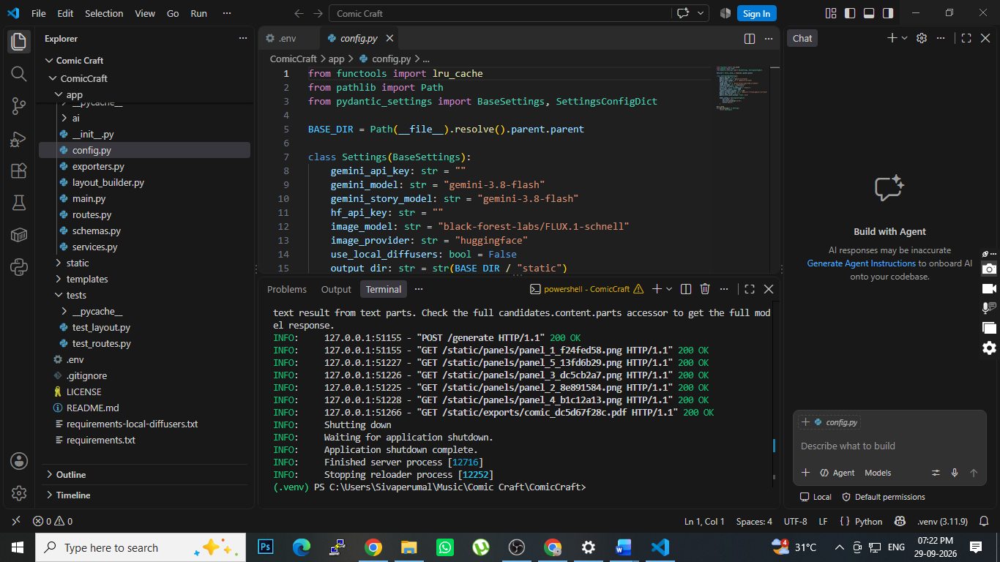 File Edit Selection View Go Run ···
Comic Craft
Sign In
Explorer
Comic Craft
ComicCraft
app
__pycache__
ai
__init__.py
config.py
exporters.py
layout_builder.py
main.py
routes.py
schemas.py
services.py
static
templates
tests
__pycache__
test_layout.py
test_routes.py
.env
.gitignore
LICENSE
README.md
requirements-local-diffusers.txt
requirements.txt
Outline
Timeline
.env
config.py
ComicCraft > app > config.py > ...
1 from functools import lru_cache
2 from pathlib import Path
3 from pydantic_settings import BaseSettings, SettingsConfigDict
4
5 BASE_DIR = Path(__file__).resolve().parent.parent
6
7 class Settings(BaseSettings):
8 gemini_api_key: str = ""
9 gemini_model: str = "gemini-3.8-flash"
10 gemini_story_model: str = "gemini-3.8-flash"
11 hf_api_key: str = ""
12 image_model: str = "black-forest-labs/FLUX.1-schnell"
13 image_provider: str = "huggingface"
14 use_local_diffusers: bool = False
15 output_dir: str = str(BASE_DIR / "static")
Problems Output Terminal ···
powershell - ComicCraft
text result from text parts. Check the full candidates.content.parts accessor to get the full mod
el response.
INFO: 127.0.0.1:51155 - "POST /generate HTTP/1.1" 200 OK
INFO: 127.0.0.1:51155 - "GET /static/panels/panel_1_f24fed58.png HTTP/1.1" 200 OK
INFO: 127.0.0.1:51227 - "GET /static/panels/panel_5_13fd6b29.png HTTP/1.1" 200 OK
INFO: 127.0.0.1:51226 - "GET /static/panels/panel_3_dc5cb2a7.png HTTP/1.1" 200 OK
INFO: 127.0.0.1:51225 - "GET /static/panels/panel_2_8e891584.png HTTP/1.1" 200 OK
INFO: 127.0.0.1:51228 - "GET /static/panels/panel_4_b1c12a13.png HTTP/1.1" 200 OK
INFO: 127.0.0.1:51266 - "GET /static/exports/comic_dc5d67f28c.pdf HTTP/1.1" 200 OK
INFO: Shutting down
INFO: Waiting for application shutdown.
INFO: Application shutdown complete.
INFO: Finished server process [12716]
INFO: Stopping reloader process [12252]
(.venv) PS C:\Users\Sivaperumal\Music\Comic Craft\ComicCraft>
Chat
Build with Agent
AI responses may be inaccurate
Generate Agent Instructions to onboard AI
onto your codebase.
config.py
Describe what to build
Agent Models
Local Default permissions
0 0
Ln 1, Col 1 Spaces: 4 UTF-8 LF { } Python .venv (3.11.9)
Type here to search
Ps
4
31°C
ENG
07:22 PM
29-09-2026